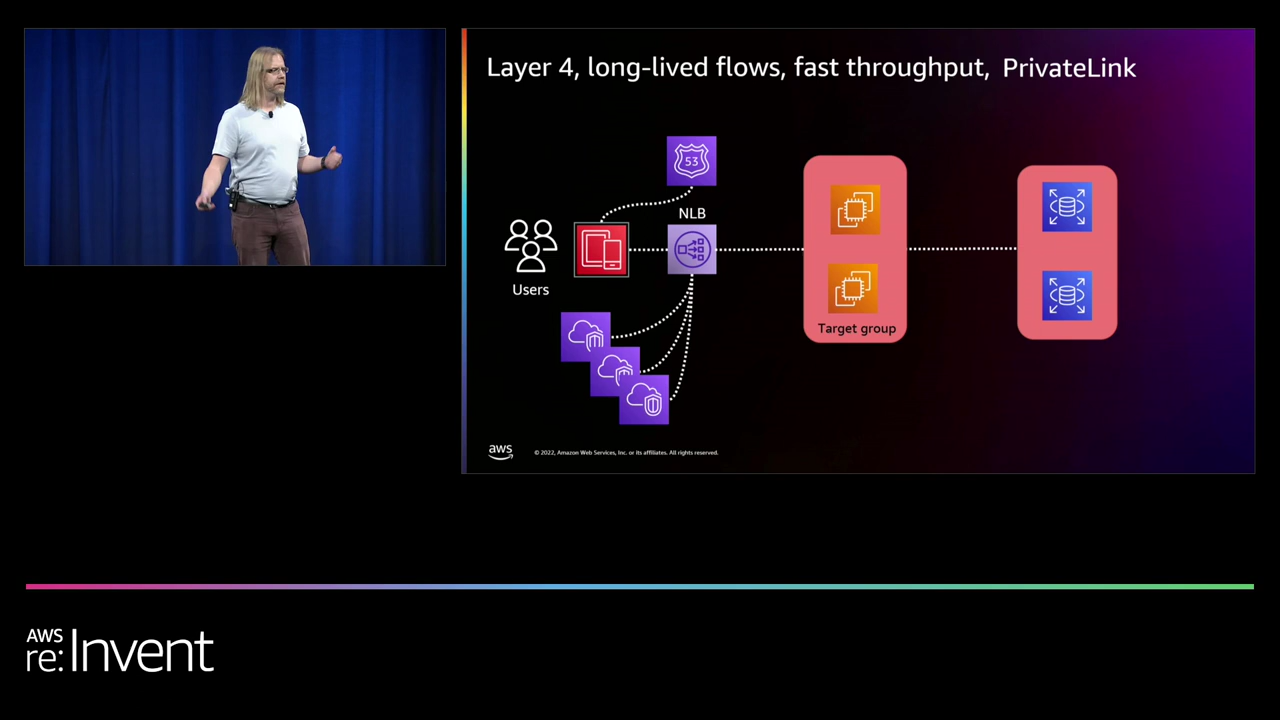 Layer 4, long-lived flows, fast throughput, PrivateLink
53
NLB
Users
Target group
aws
© 2022, Amazon Web Services, Inc. or its affiliates. All rights reserved.
AWS
re:Invent